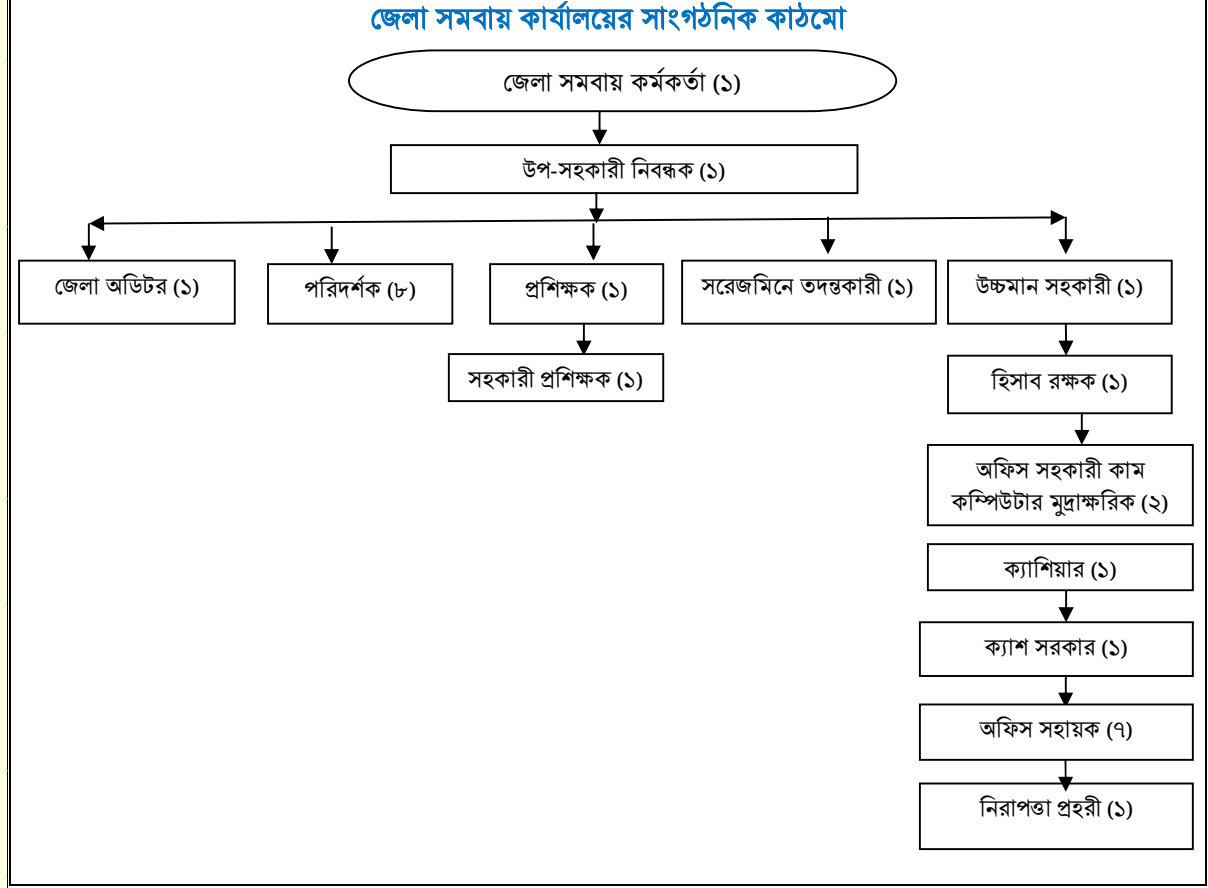 জেলা সমবায় কার্যালয়ের সাংগঠনিক কাঠমো
জেলা সমবায় কর্মকর্তা (১)
উপ-সহকারী নিবন্ধক (১)
জেলা অডিটর (১)
পরিদর্শক (৮)
প্রশিক্ষক (১)
সরেজমিনে তদন্তকারী (১)
উচ্চমান সহকারী (১)
সহকারী প্রশিক্ষক (১)
হিসাব রক্ষক (১)
অফিস সহকারী কাম
কম্পিউটার মুদ্রাক্ষরিক (২)
ক্যাশিয়ার (১)
ক্যাশ সরকার (১)
অফিস সহায়ক (৭)
নিরাপত্তা প্রহরী (১)